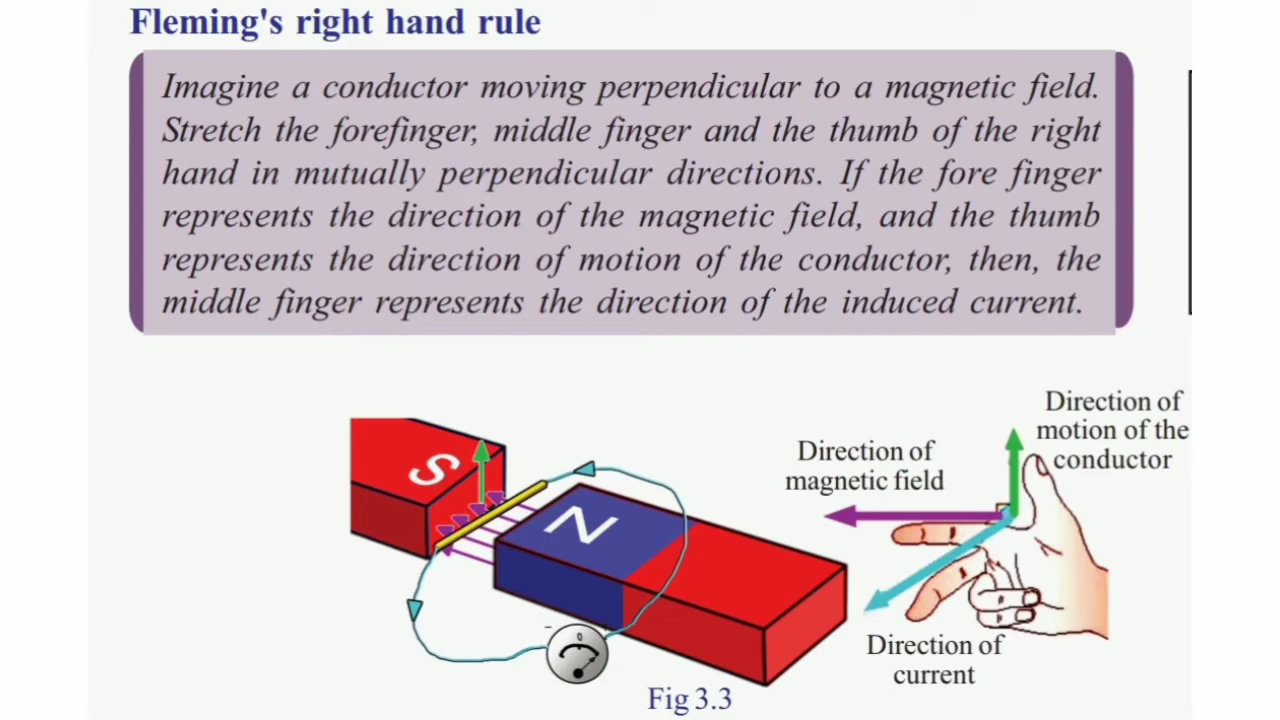 Fleming's right hand rule
Imagine a conductor moving perpendicular to a magnetic field.
Stretch the forefinger, middle finger and the thumb of the right
hand in mutually perpendicular directions. If the fore finger
represents the direction of the magnetic field, and the thumb
represents the direction of motion of the conductor, then, the
middle finger represents the direction of the induced current.
S
N
- 0
Direction of
magnetic field
Direction of
motion of the
conductor
Direction of
current
Fig 3.3